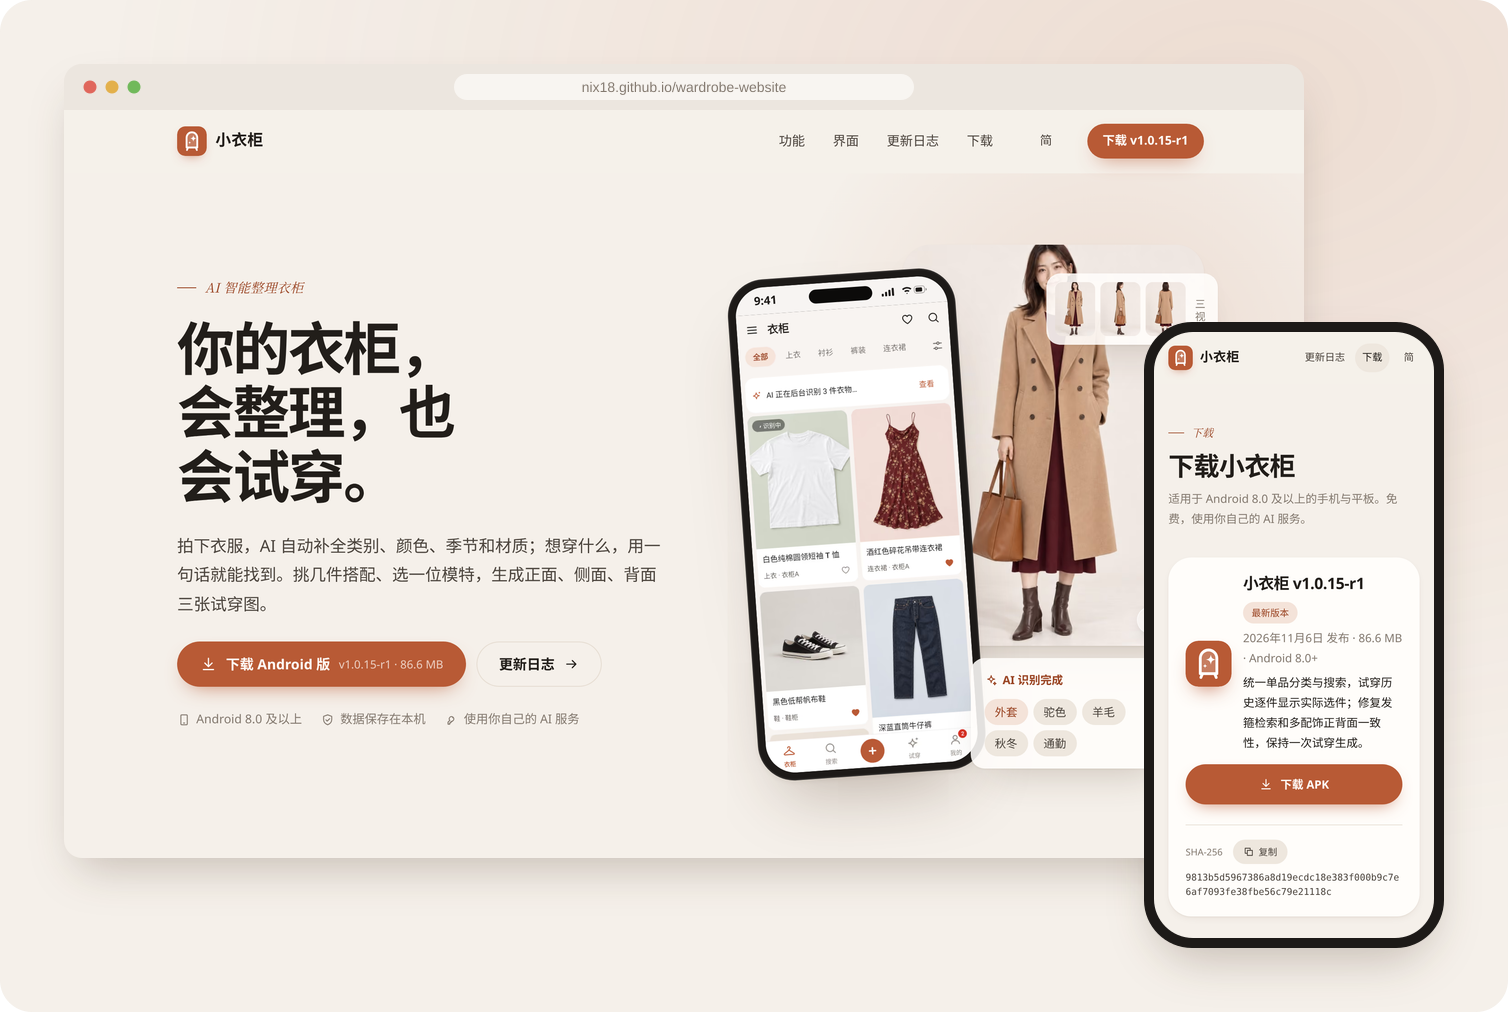 nix18.github.io/wardrobe-website
小衣柜
功能 界面 更新日志 下载 简 下载 v1.0.15-r1
AI 智能整理衣柜
你的衣柜，
会整理，也
会试穿。
拍下衣服，AI 自动补全类别、颜色、季节和材质；想穿什么，用一
句话就能找到。挑几件搭配、选一位模特，生成正面、侧面、背面
三张试穿图。
下载 Android 版 v1.0.15-r1 · 86.6 MB
更新日志
Android 8.0 及以上 数据保存在本机 使用你自己的 AI 服务
9:41
衣柜
全部 上衣 衬衫 裤装 连衣裙
AI 正在后台识别 3 件衣物... 查看
识别中
白色纯棉圆领短袖 T 恤
上衣 · 衣柜A
酒红色碎花吊带连衣裙
连衣裙 · 衣柜A
黑色低帮帆布鞋
鞋 · 鞋柜
深蓝直筒牛仔裤
衣柜 搜索 试穿 我的
2
三
视
AI 识别完成
外套 驼色 羊毛
秋冬 通勤
小衣柜 更新日志 下载 简
下载
下载小衣柜
适用于 Android 8.0 及以上的手机与平板。免
费，使用你自己的 AI 服务。
小衣柜 v1.0.15-r1
最新版本
2026年11月6日 发布 · 86.6 MB
· Android 8.0+
统一单品分类与搜索，试穿历
史逐件显示实际选件；修复发
箍检索和多配饰正背面一致
性，保持一次试穿生成。
下载 APK
SHA-256 复制
9813b5d5967386a8d19ecdc18e383f000b9c7e
6af7093fe38fbe56c79e21118c